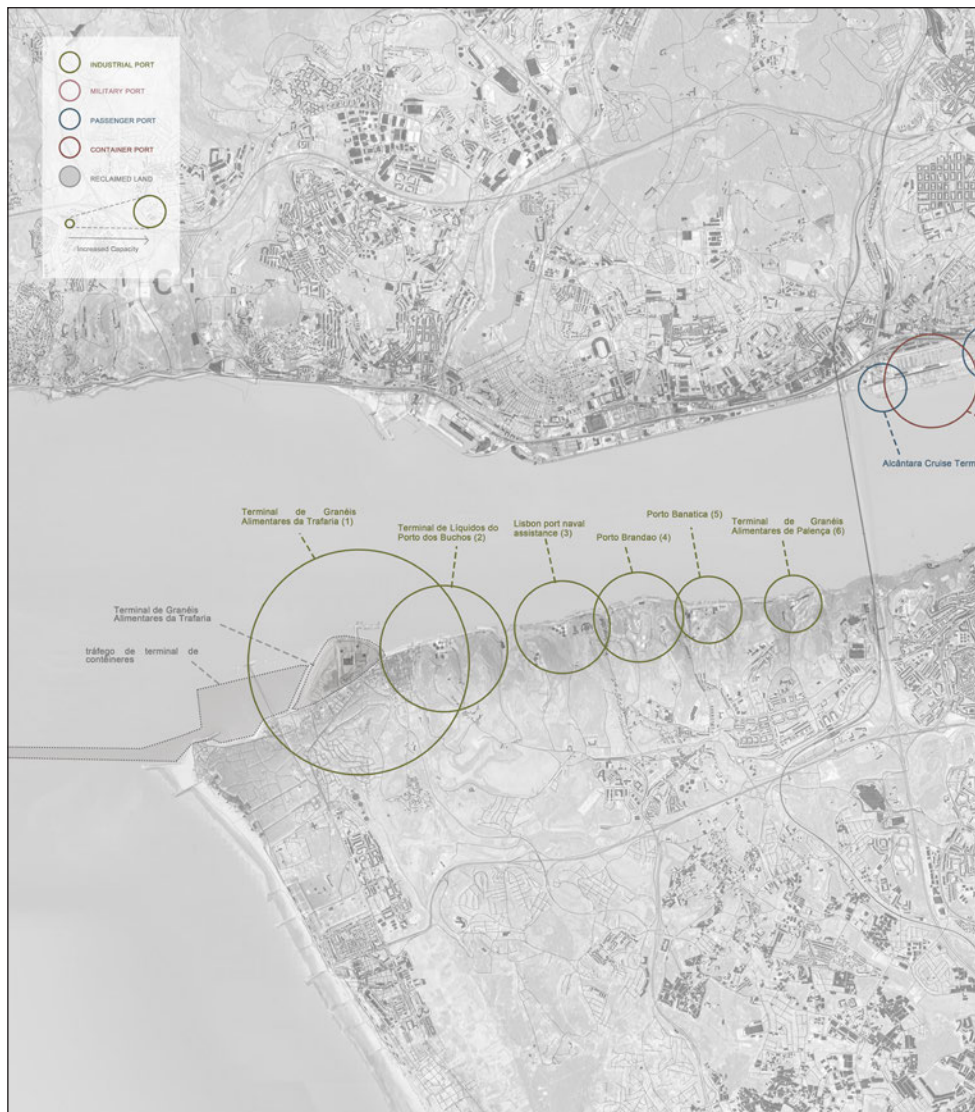 INDUSTRIAL PORT
MILITARY PORT
PASSENGER PORT
CONTAINER PORT
RECLAIMED LAND
Increased Capacity
Alcântara Cruise Term
Terminal de Granéis
Alimentares da Trafaria (1)
Terminal de Líquidos do
Porto dos Buchos (2)
Lisbon port naval
assistance (3)
Porto Brandao (4)
Porto Banatica (5)
Terminal de Granéis
Alimentares de Palença (6)
Terminal de Granéis
Alimentares da Trafaria
tráfego de terminal de
contêineres